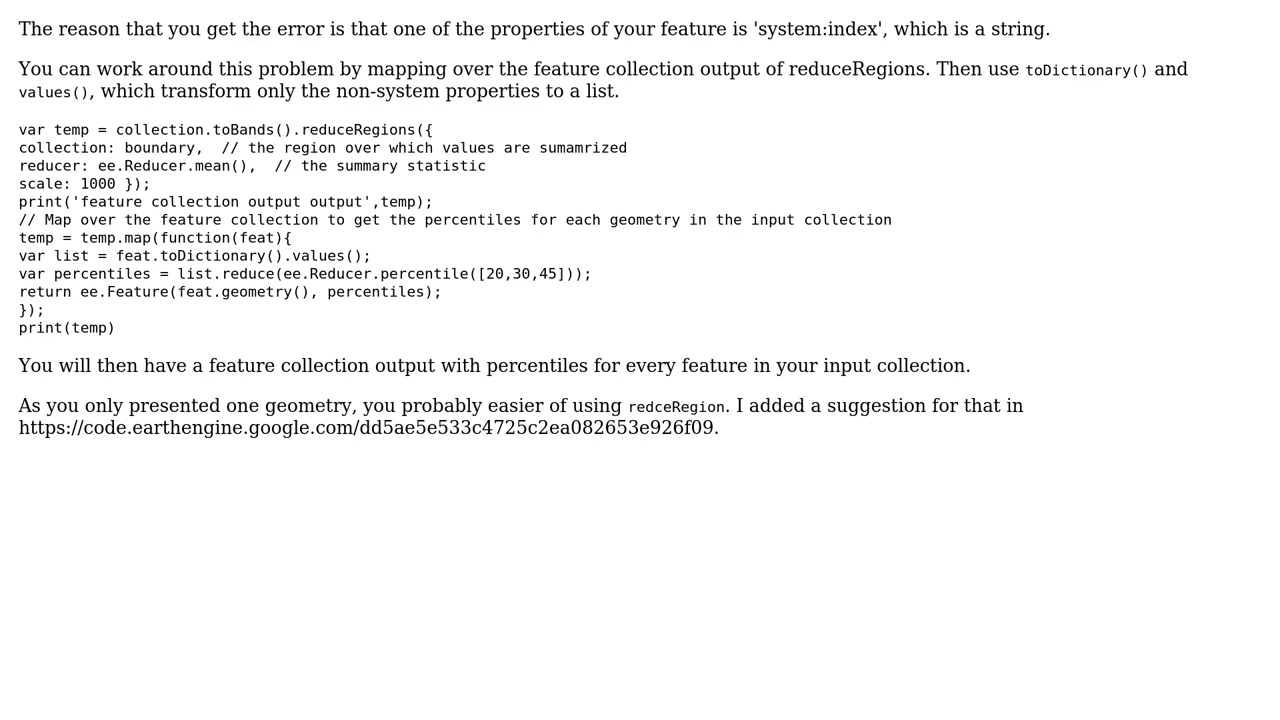 The reason that you get the error is that one of the properties of your feature is 'system:index', which is a string.
You can work around this problem by mapping over the feature collection output of reduceRegions. Then use toDictionary() and
values(), which transform only the non-system properties to a list.
var temp = collection.toBands().reduceRegions({
collection: boundary,  // the region over which values are sumamrized
reducer: ee.Reducer.mean(),  // the summary statistic
scale: 1000 });
print('feature collection output output',temp);
// Map over the feature collection to get the percentiles for each geometry in the input collection
temp = temp.map(function(feat){
var list = feat.toDictionary().values();
var percentiles = list.reduce(ee.Reducer.percentile([20,30,45]));
return ee.Feature(feat.geometry(), percentiles);
});
print(temp)
You will then have a feature collection output with percentiles for every feature in your input collection.
As you only presented one geometry, you probably easier of using redceRegion. I added a suggestion for that in
https://code.earthengine.google.com/dd5ae5e533c4725c2ea082653e926f09.